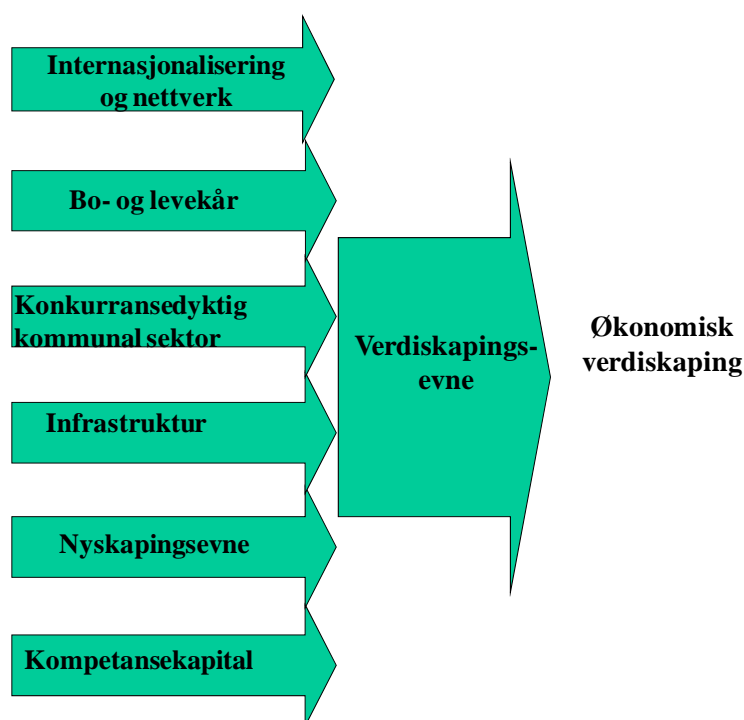 Internasjonalisering
og nettverk
Bo- og levekår
Konkurransedyktig
kommunal sektor
Infrastruktur
Nyskapingsevne
Kompetansekapital
Verdiskapings-
evne
Økonomisk
verdiskaping